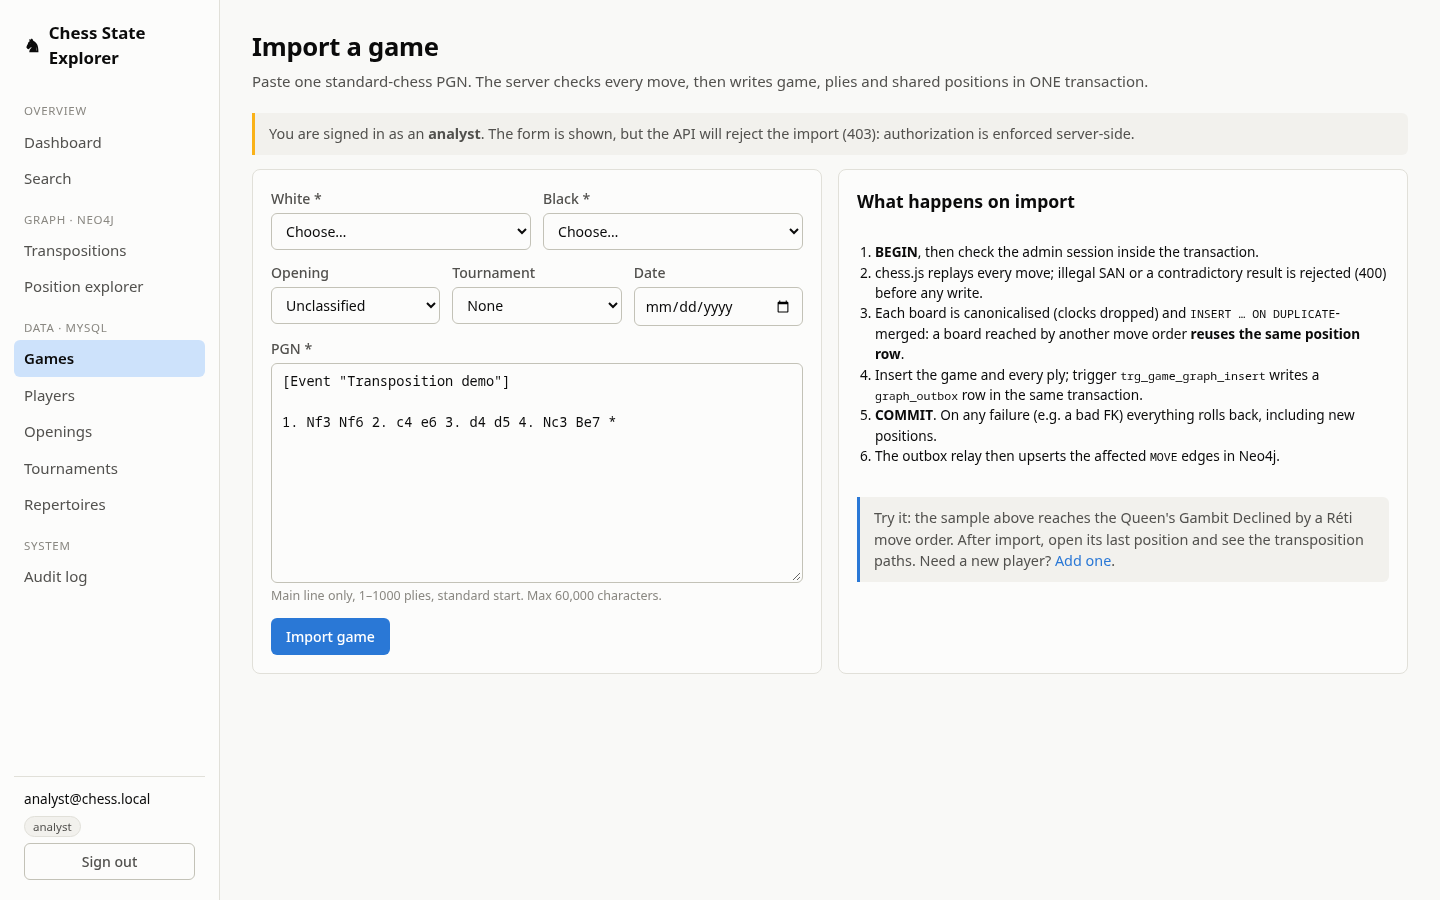 Chess State
Explorer
OVERVIEW
Dashboard
Search
GRAPH · NEO4J
Transpositions
Position explorer
DATA · MYSQL
Games
Players
Openings
Tournaments
Repertoires
SYSTEM
Audit log
analyst@chess.local
analyst
Sign out
Import a game
Paste one standard-chess PGN. The server checks every move, then writes game, plies and shared positions in ONE transaction.
You are signed in as an analyst. The form is shown, but the API will reject the import (403): authorization is enforced server-side.
White * Black *
Choose... Choose...
Opening Tournament Date
Unclassified None mm/dd/yyyy
PGN *
[Event "Transposition demo"]
1. Nf3 Nf6 2. c4 e6 3. d4 d5 4. Nc3 Be7 *
Main line only, 1–1000 plies, standard start. Max 60,000 characters.
Import game
What happens on import
1. BEGIN, then check the admin session inside the transaction.
2. chess.js replays every move; illegal SAN or a contradictory result is rejected (400)
before any write.
3. Each board is canonicalised (clocks dropped) and INSERT … ON DUPLICATE-
merged: a board reached by another move order reuses the same position
row.
4. Insert the game and every ply; trigger trg_game_graph_insert writes a
graph_outbox row in the same transaction.
5. COMMIT. On any failure (e.g. a bad FK) everything rolls back, including new
positions.
6. The outbox relay then upserts the affected MOVE edges in Neo4j.
Try it: the sample above reaches the Queen's Gambit Declined by a Réti
move order. After import, open its last position and see the transposition
paths. Need a new player? Add one.